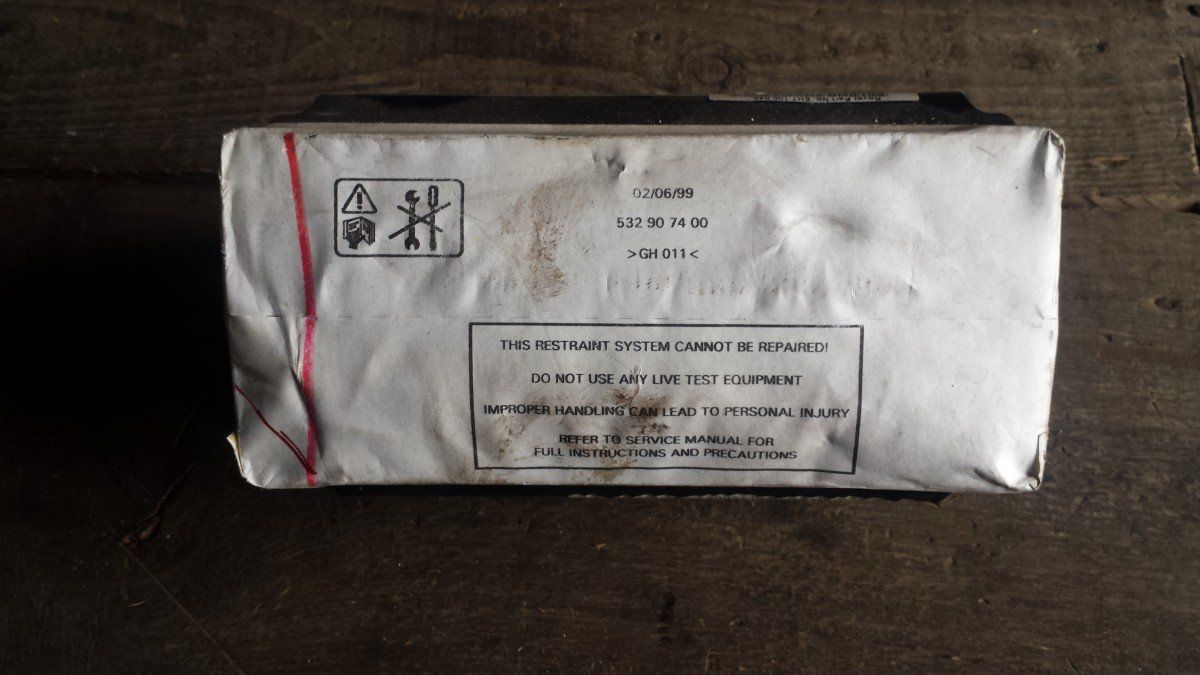 02/06/99
532 90 74 00
>GH 011<
THIS RESTRAINT SYSTEM CANNOT BE REPAIRED!
DO NOT USE ANY LIVE TEST EQUIPMENT
IMPROPER HANDLING CAN LEAD TO PERSONAL INJURY
REFER TO SERVICE MANUAL FOR
FULL INSTRUCTIONS AND PRECAUTIONS